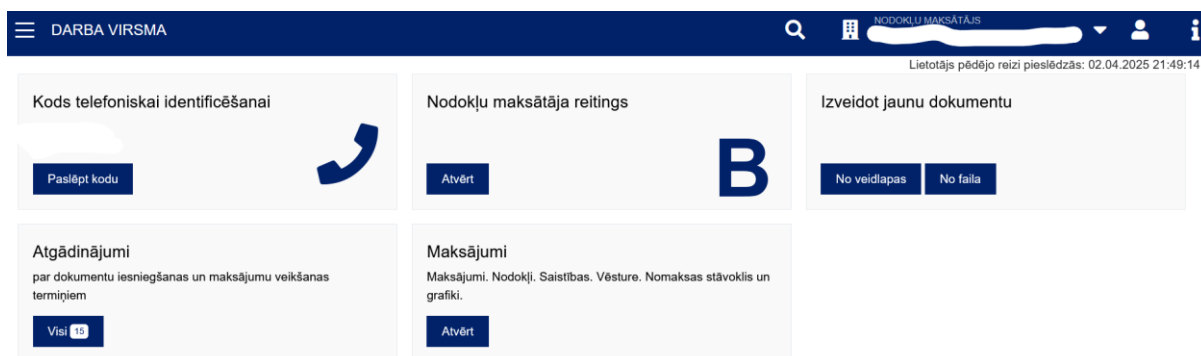 DARBA VIRSMA
NODOKĻU MAKSĀTĀJS
Lietotājs pēdējo reizi pieslēdzās: 02.04.2025 21:49:14
Kods telefoniskai identificēšanai
Paslēpt kodu
Nodokļu maksātāja reitings
B
Atvērt
Izveidot jaunu dokumentu
No veidlapas
No faila
Atgādinājumi
par dokumentu iesniegšanas un maksājumu veikšanas
termiņiem
Visi 15
Maksājumi
Maksājumi. Nodokļi. Saistības. Vēsture. Nomaksas stāvoklis un
grafiki.
Atvērt